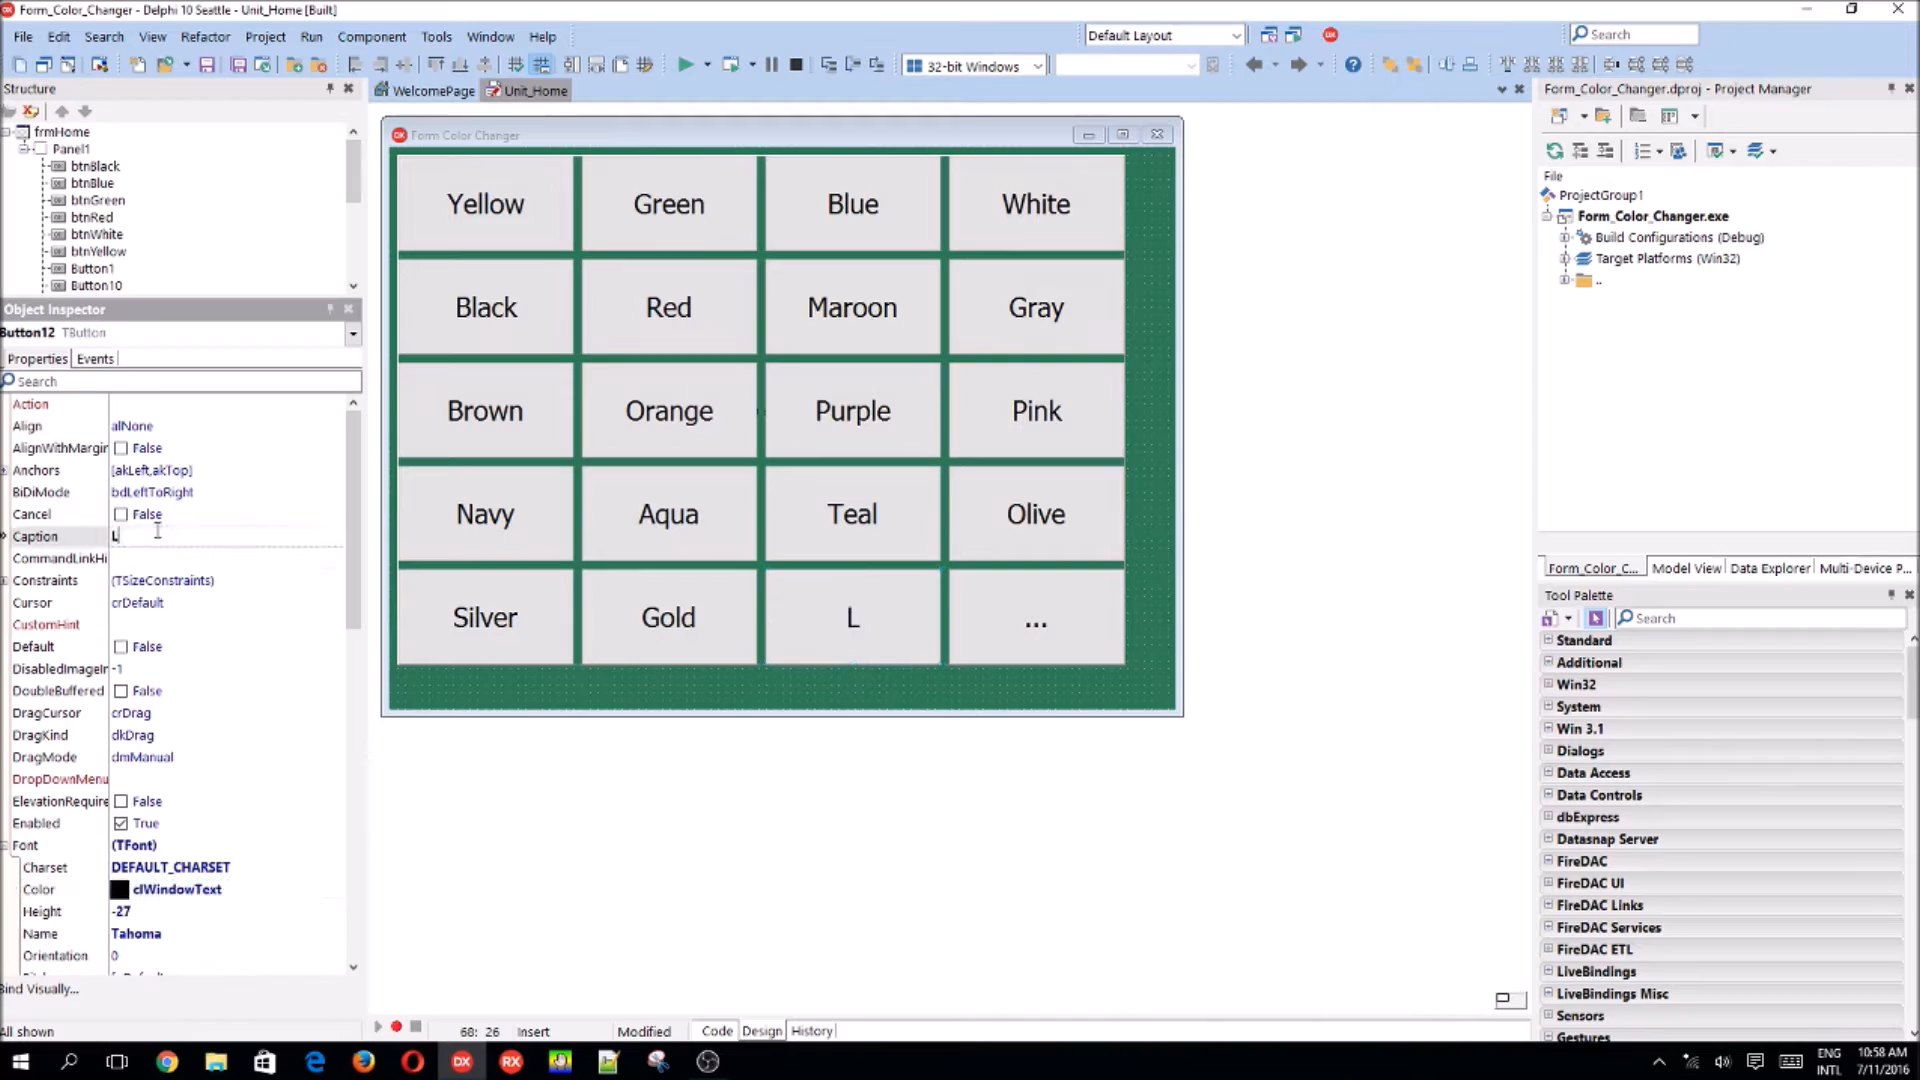 Form_Color_Changer - Delphi 10 Seattle - Unit_Home [Built]
File Edit Search View Refactor Project Run Component Tools Window Help
Default Layout
Search
32-bit Windows
Structure
WelcomePage
Unit_Home
Form_Color_Changer.dproj - Project Manager
frmHome
Panel1
btnBlack
btnBlue
btnGreen
btnRed
btnWhite
btnYellow
Button1
Button10
Object Inspector
Button12 TButton
Properties Events
Search
Action
Align alNone
AlignWithMargin False
Anchors [akLeft,akTop]
BiDiMode bdLeftToRight
Cancel False
Caption L
CommandLinkHi
Constraints (TSizeConstraints)
Cursor crDefault
CustomHint
Default False
DisabledImageIn -1
DoubleBuffered False
DragCursor crDrag
DragKind dkDrag
DragMode dmManual
DropDownMenu
ElevationRequire False
Enabled True
Font (TFont)
Charset DEFAULT_CHARSET
Color clWindowText
Height -27
Name Tahoma
Orientation 0
Bind Visually...
All shown
Form Color Changer
Yellow Green Blue White
Black Red Maroon Gray
Brown Orange Purple Pink
Navy Aqua Teal Olive
Silver Gold L ...
68: 26 Insert Modified Code Design History
File
ProjectGroup1
Form_Color_Changer.exe
Build Configurations (Debug)
Target Platforms (Win32)
..
Form_Color_C... Model View Data Explorer Multi-Device P...
Tool Palette
Search
Standard
Additional
Win32
System
Win 3.1
Dialogs
Data Access
Data Controls
dbExpress
Datasnap Server
FireDAC
FireDAC UI
FireDAC Links
FireDAC Services
FireDAC ETL
LiveBindings
LiveBindings Misc
Sensors
Gestures
DX
RX
ENG
INTL
10:58 AM
7/11/2016